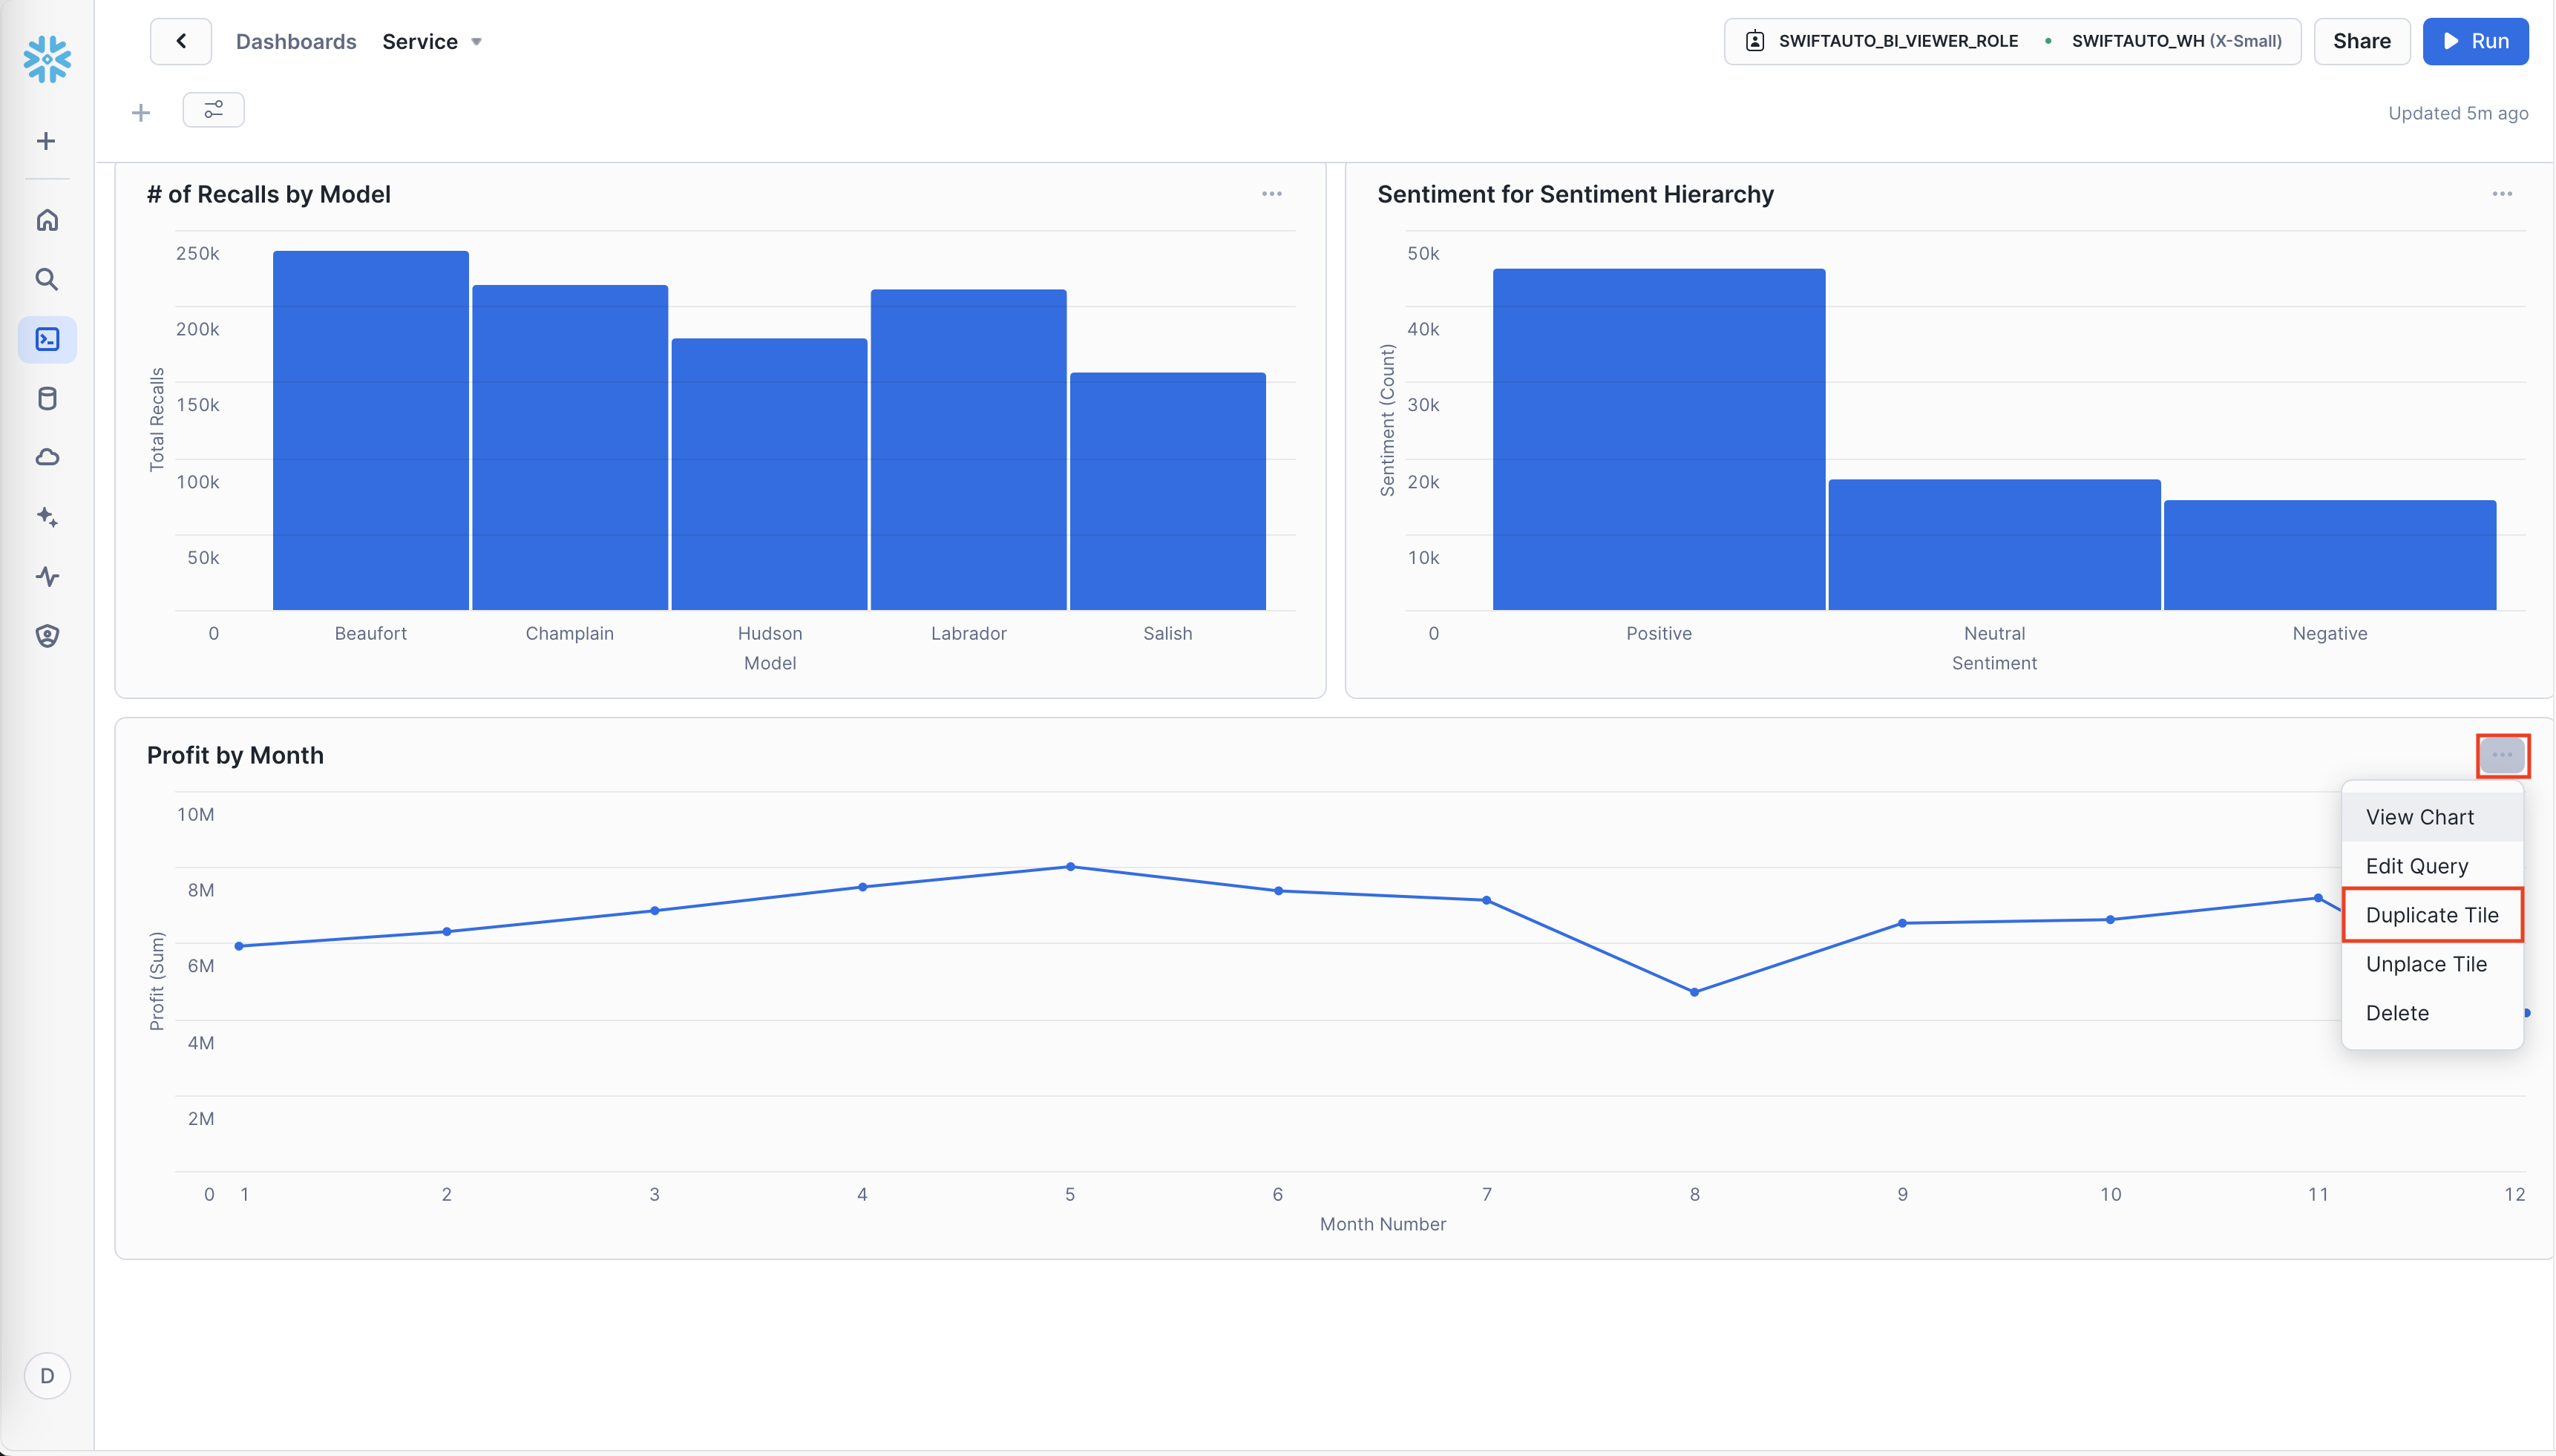 Dashboards Service
SWIFTAUTO_BI_VIEWER_ROLE • SWIFTAUTO_WH (X-Small)
Share
Run
Updated 5m ago
# of Recalls by Model
250k
200k
150k
100k
50k
0
Total Recalls
Beaufort Champlain Hudson Labrador Salish
Model
Sentiment for Sentiment Hierarchy
50k
40k
30k
20k
10k
0
Sentiment (Count)
Positive Neutral Negative
Sentiment
Profit by Month
10M
8M
6M
4M
2M
0
Profit (Sum)
1 2 3 4 5 6 7 8 9 10 11 12
Month Number
View Chart
Edit Query
Duplicate Tile
Unplace Tile
Delete
D